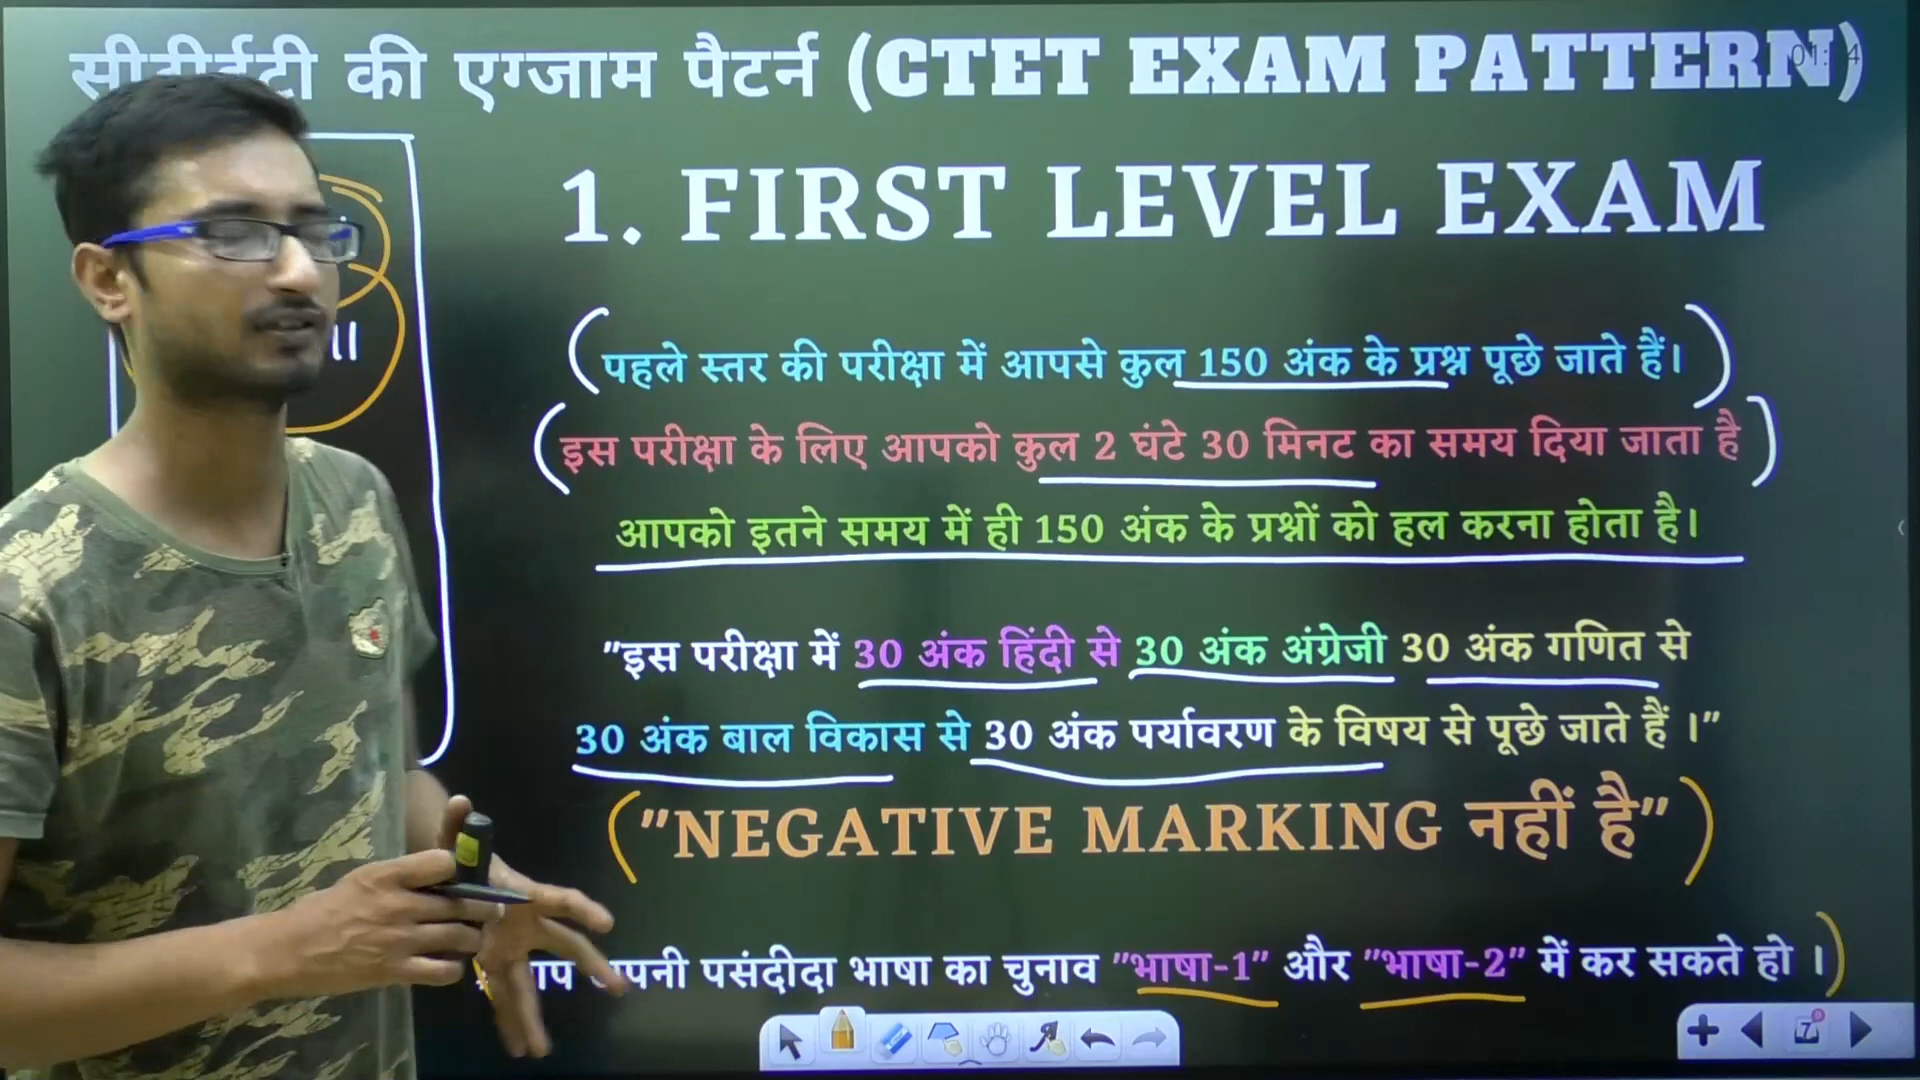 सीटीईटी की एग्जाम पैटर्न (CTET EXAM PATTERN)
1. FIRST LEVEL EXAM
(पहले स्तर की परीक्षा में आपसे कुल 150 अंक के प्रश्न पूछे जाते हैं।)
(इस परीक्षा के लिए आपको कुल 2 घंटे 30 मिनट का समय दिया जाता है)
आपको इतने समय में ही 150 अंक के प्रश्नों को हल करना होता है।
"इस परीक्षा में 30 अंक हिंदी से 30 अंक अंग्रेजी 30 अंक गणित से
30 अंक बाल विकास से 30 अंक पर्यावरण के विषय से पूछे जाते हैं ।"
("NEGATIVE MARKING नहीं है")
पसंदीदा भाषा का चुनाव "भाषा-1" और "भाषा-2" में कर सकते हो ।)
7